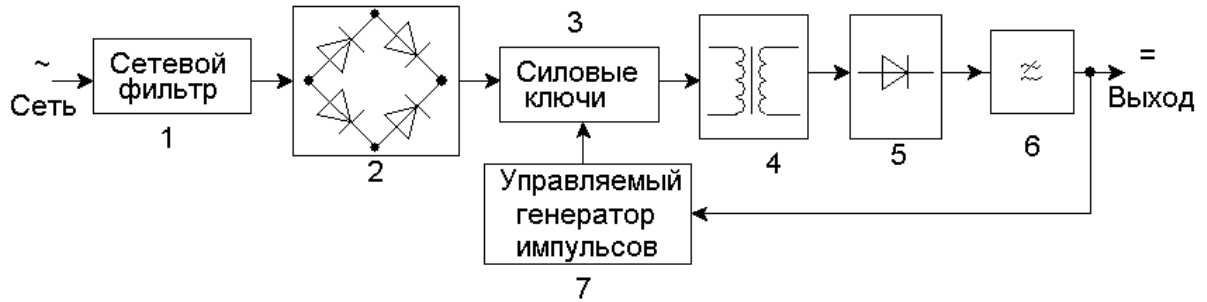 ~
Сеть
Сетевой
фильтр
1
2
3
Силовые
ключи
4
5
6
=
Выход
Управляемый
генератор
импульсов
7